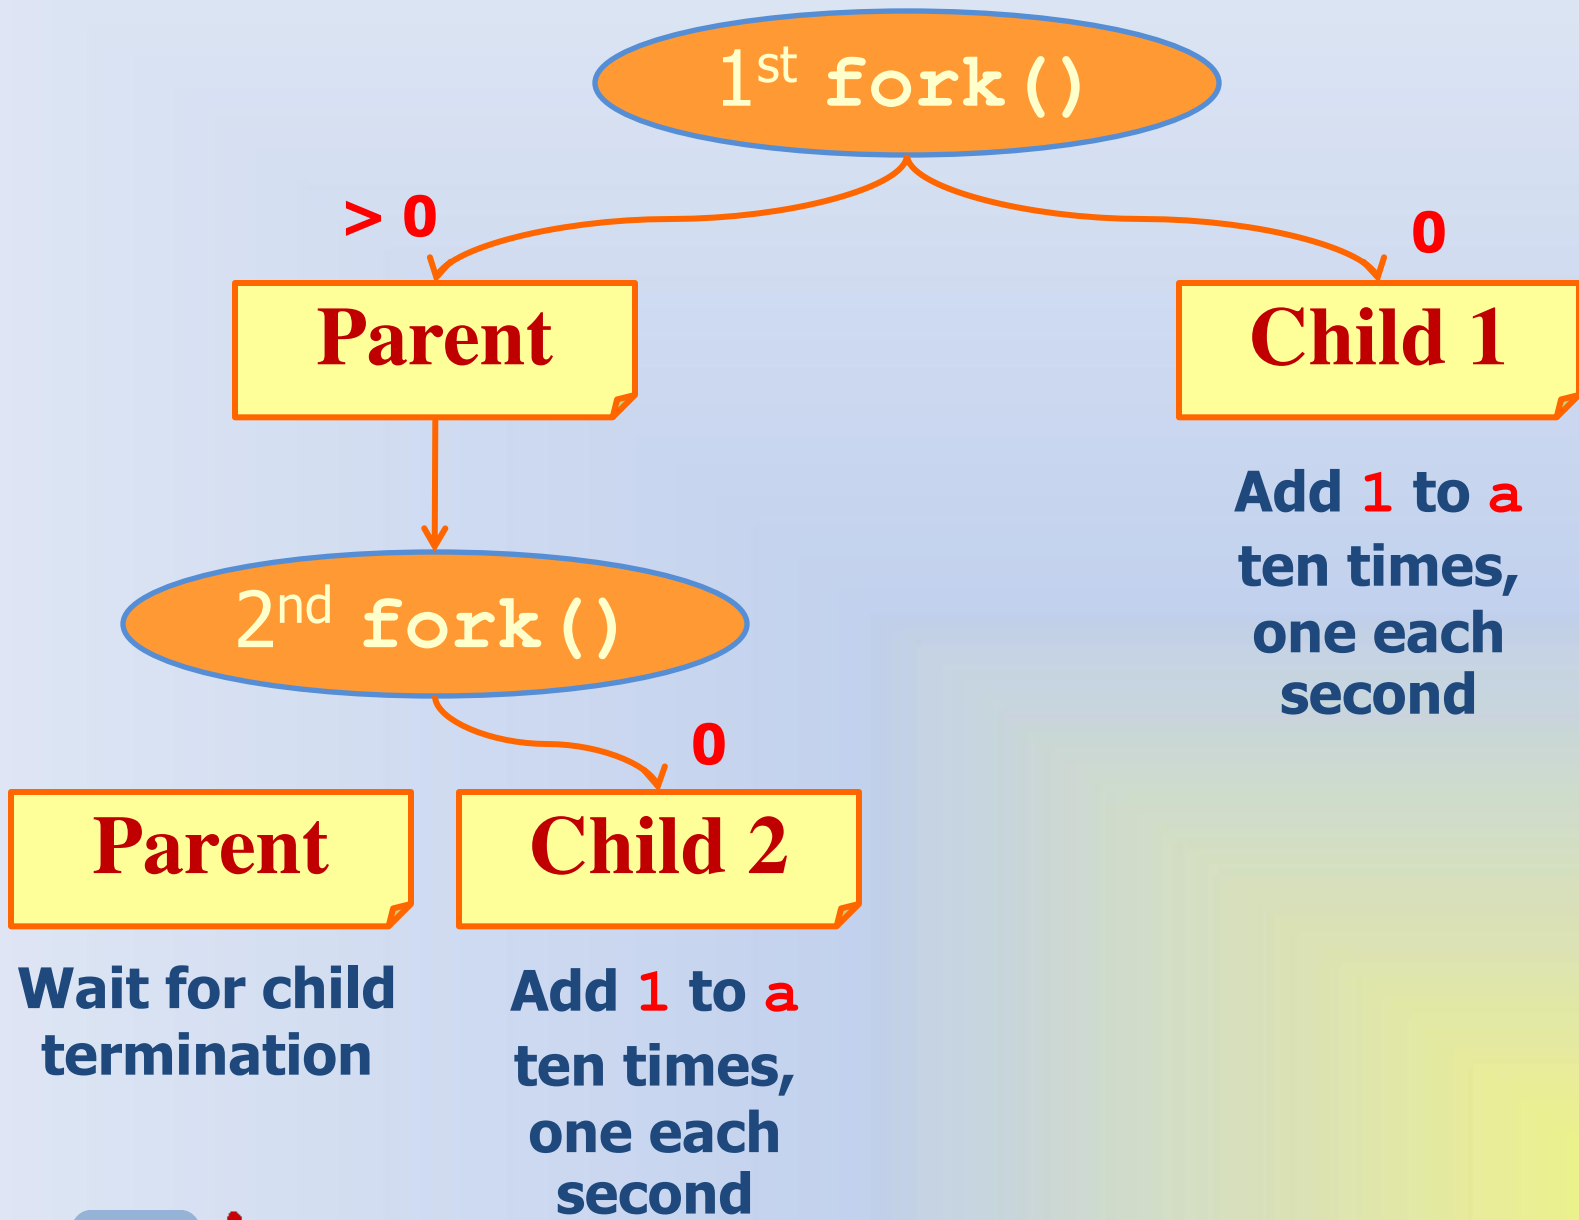 1st fork()
> 0
0
Parent
Child 1
Add 1 to a
ten times,
one each
second
2nd fork()
0
Parent
Child 2
Wait for child
termination
Add 1 to a
ten times,
one each
second